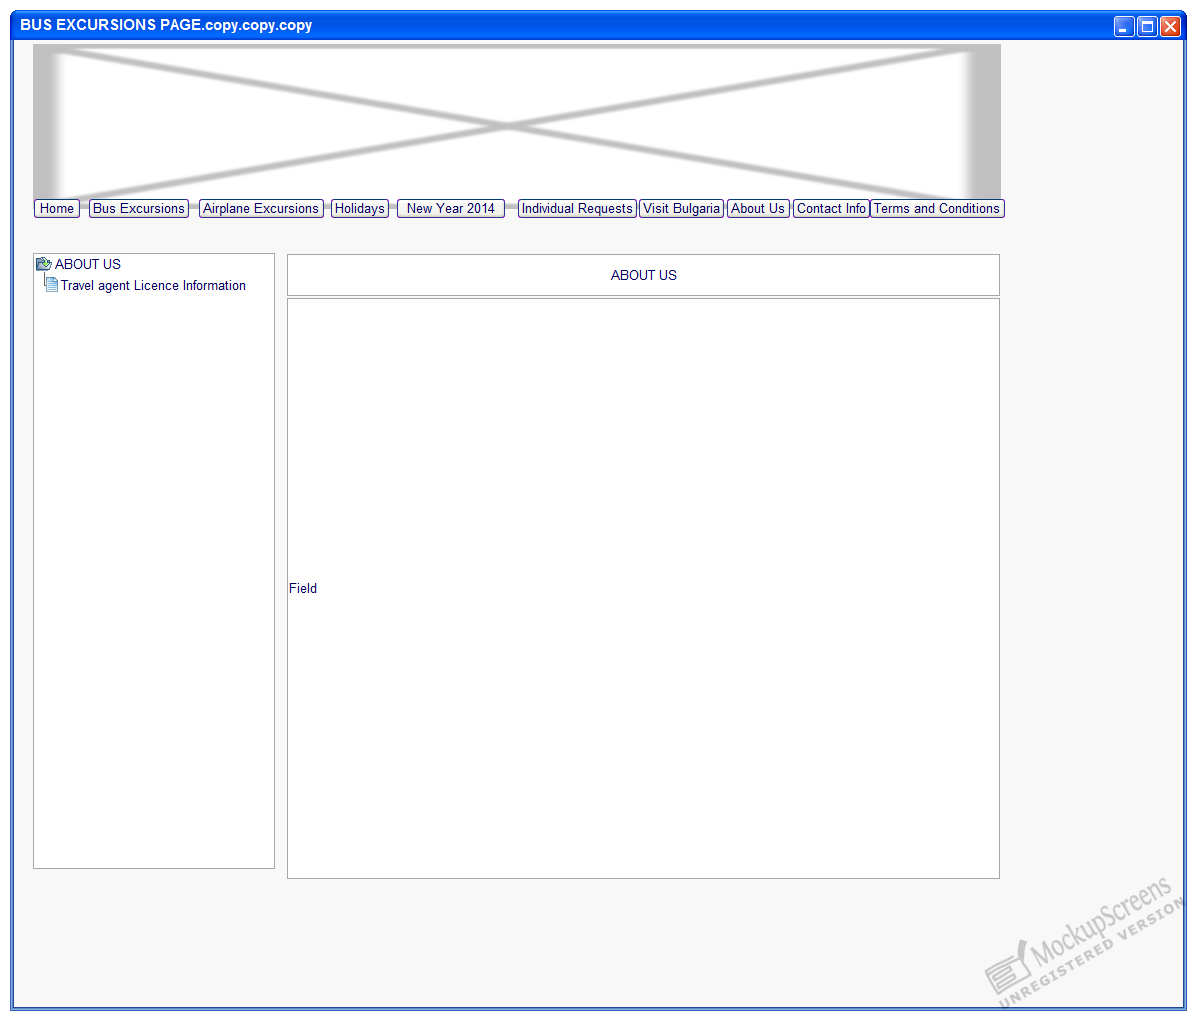 BUS EXCURSIONS PAGE.copy.copy.copy
Home Bus Excursions Airplane Excursions Holidays New Year 2014 Individual Requests Visit Bulgaria About Us Contact Info Terms and Conditions
ABOUT US
Travel agent Licence Information
ABOUT US
Field
MockupScreens
UNREGISTERED VERSION